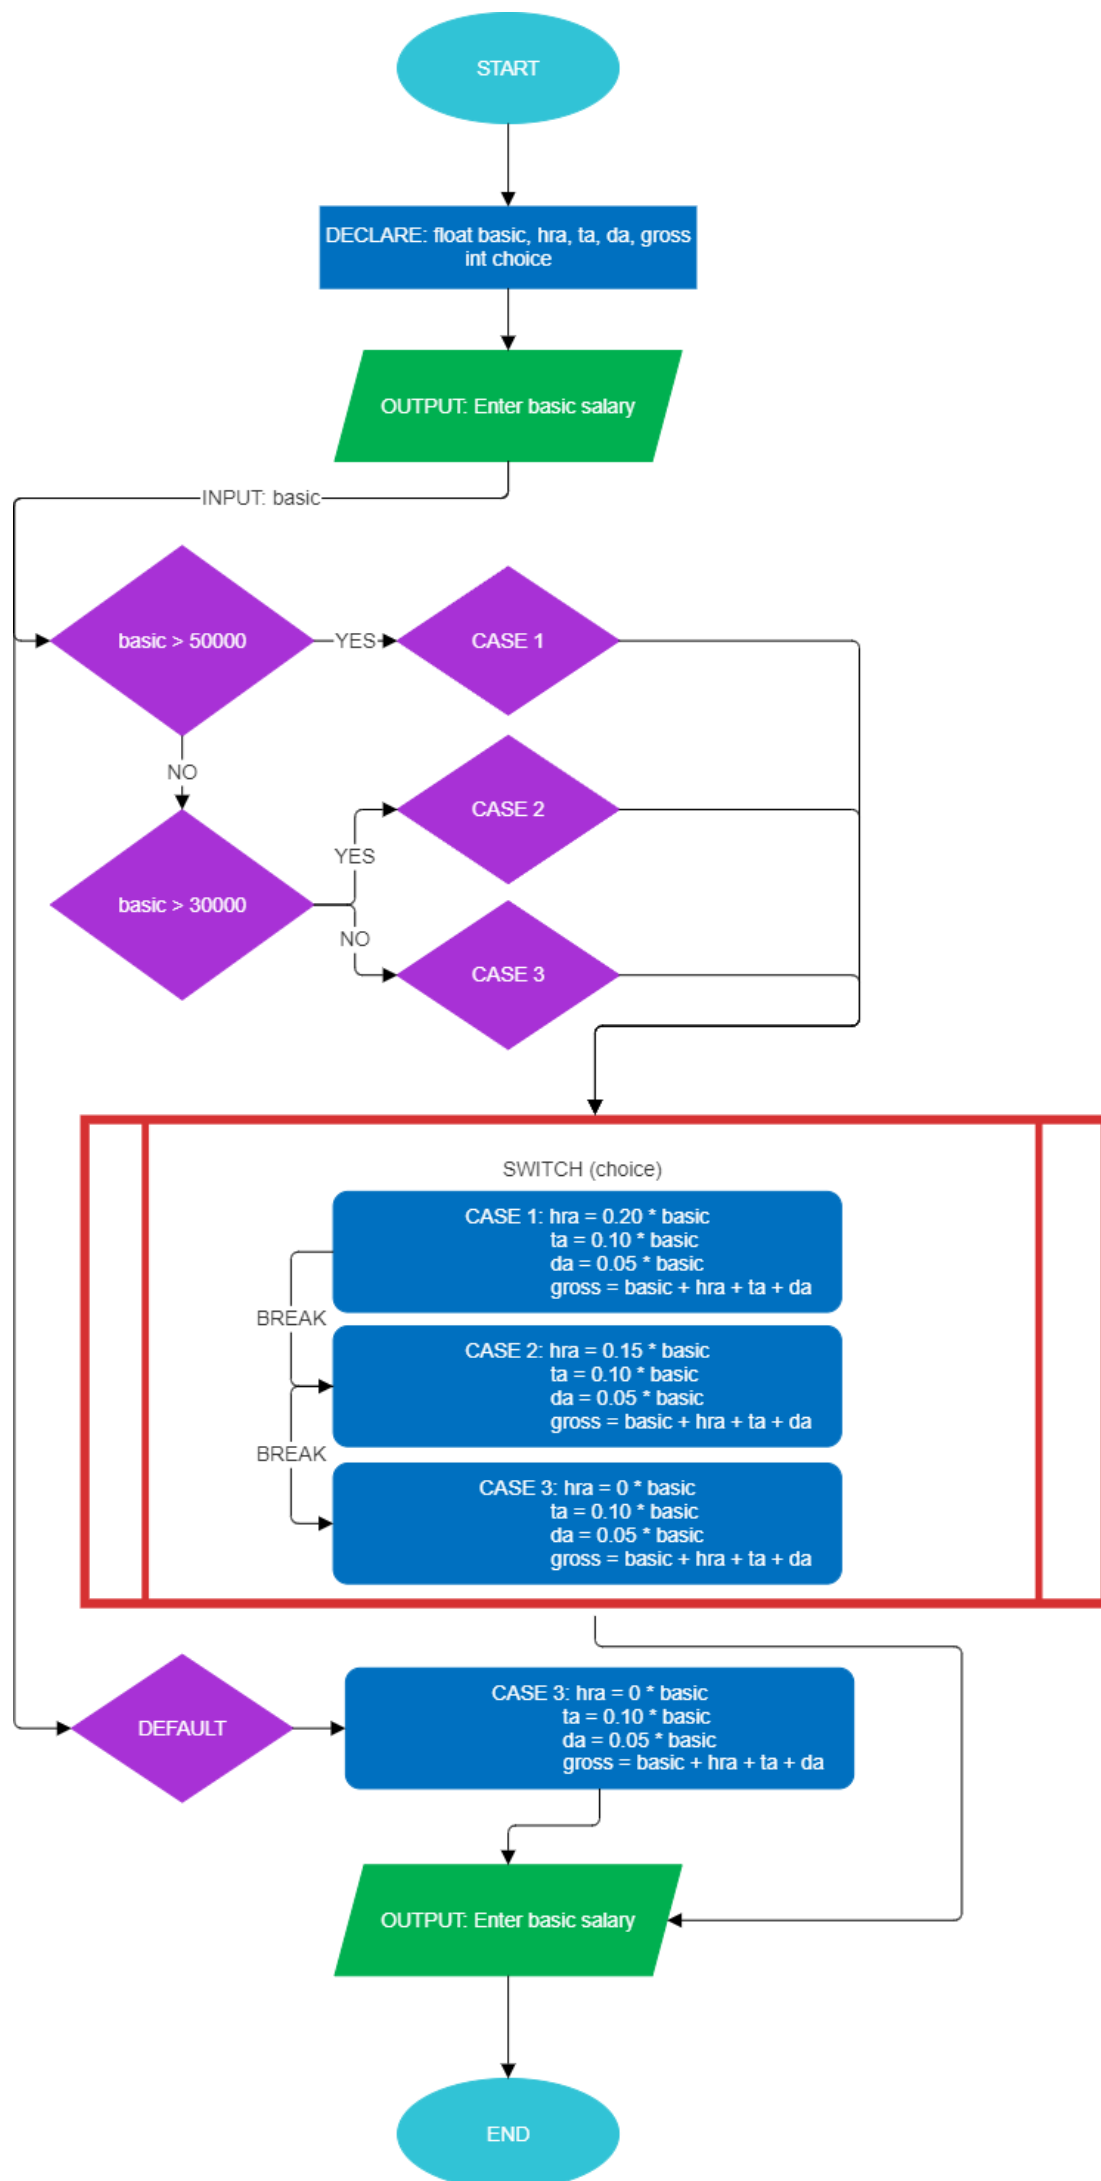 START
DECLARE: float basic, hra, ta, da, gross
int choice
OUTPUT: Enter basic salary
INPUT: basic
basic > 50000
YES
CASE 1
NO
CASE 2
basic > 30000
YES
NO
CASE 3
SWITCH (choice)
CASE 1: hra = 0.20 * basic
ta = 0.10 * basic
da = 0.05 * basic
gross = basic + hra + ta + da
BREAK
CASE 2: hra = 0.15 * basic
ta = 0.10 * basic
da = 0.05 * basic
gross = basic + hra + ta + da
BREAK
CASE 3: hra = 0 * basic
ta = 0.10 * basic
da = 0.05 * basic
gross = basic + hra + ta + da
DEFAULT
CASE 3: hra = 0 * basic
ta = 0.10 * basic
da = 0.05 * basic
gross = basic + hra + ta + da
OUTPUT: Enter basic salary
END